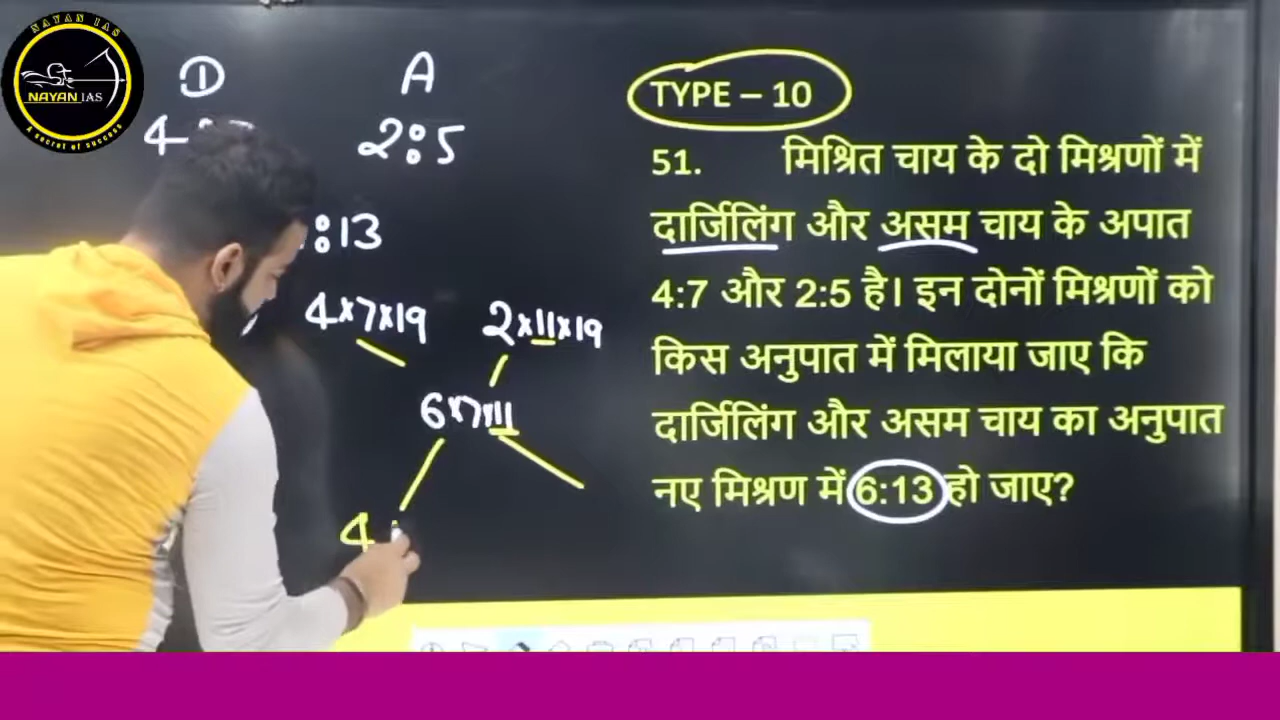 NAYAN IAS
NAYAN IAS
A secret of success
D A
4: 2:5
:13
4×7×19 2×11×19
6×7×11
4
TYPE – 10
51. मिश्रित चाय के दो मिश्रणों में
दार्जिलिंग और असम चाय के अपात
4:7 और 2:5 है। इन दोनों मिश्रणों को
किस अनुपात में मिलाया जाए कि
दार्जिलिंग और असम चाय का अनुपात
नए मिश्रण में 6:13 हो जाए?